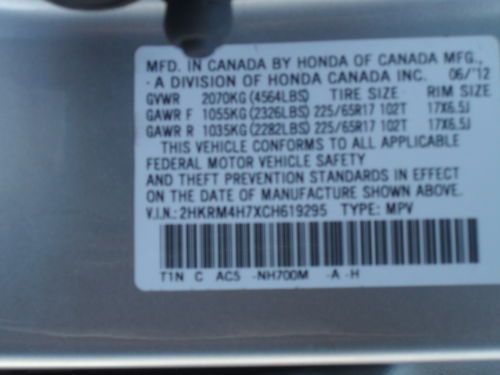 MFD. IN CANADA BY HONDA OF CANADA MFG.,
- A DIVISION OF HONDA CANADA INC. 06/'12
GVWR 2070KG (4564LBS) TIRE SIZE RIM SIZE
GAWR F 1055KG (2326LBS) 225/65R17 102T 17X6.5J
GAWR R 1035KG (2282LBS) 225/65R17 102T 17X6.5J
THIS VEHICLE CONFORMS TO ALL APPLICABLE
FEDERAL MOTOR VEHICLE SAFETY
AND THEFT PREVENTION STANDARDS IN EFFECT
ON THE DATE OF MANUFACTURE SHOWN ABOVE.
V.I.N.: 2HKRM4H7XCH619295 TYPE: MPV
T1N C AC5 -NH700M -A -H